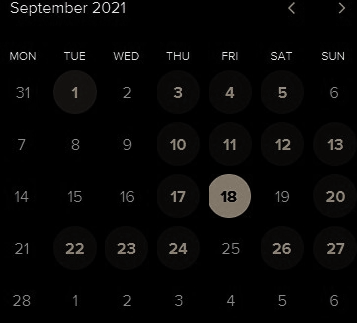 September 2021
MON TUE WED THU FRI SAT SUN
31 1 2 3 4 5 6
7 8 9 10 11 12 13
14 15 16 17 18 19 20
21 22 23 24 25 26 27
28 1 2 3 4 5 6